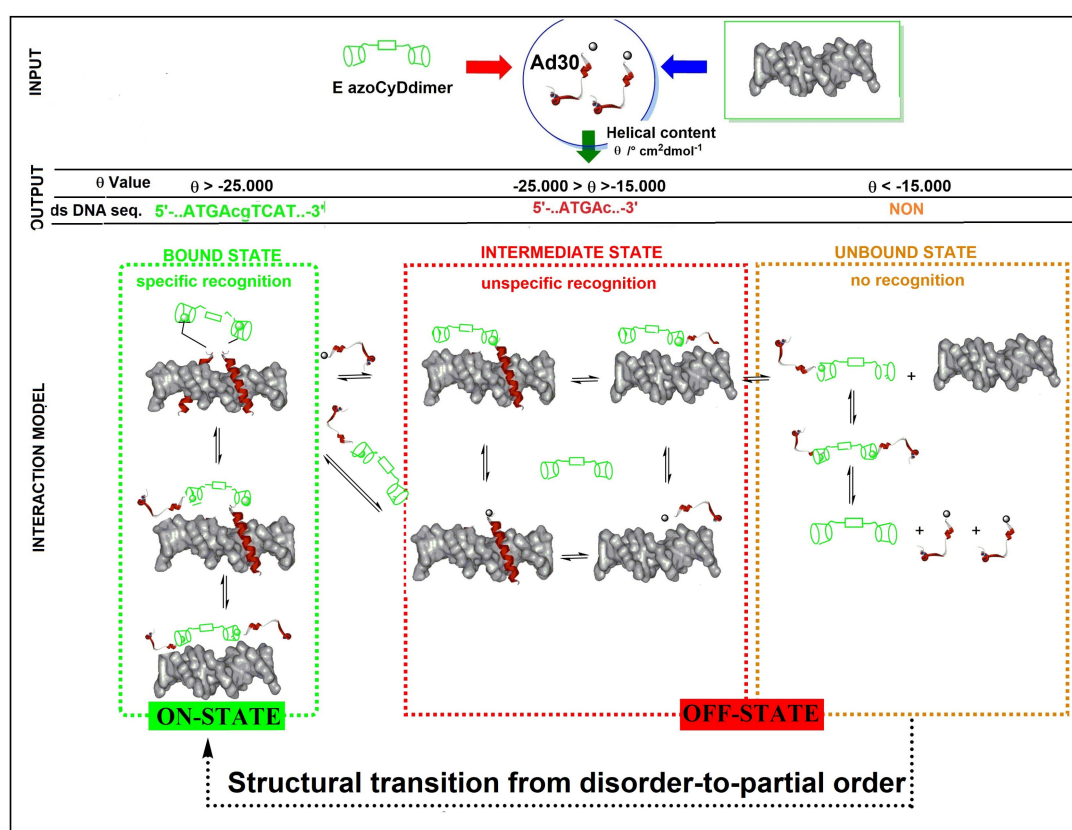 INPUT
E azoCyDdimer
Ad30
Helical content
θ /° cm²dmol⁻¹
OUTPUT
θ Value
θ > -25.000
-25.000 > θ >-15.000
θ < -15.000
ds DNA seq.
5'-..ATGAcgTCAT..-3'
5'-..ATGAc..-3'
NON
INTERACTION MODEL
BOUND STATE
specific recognition
INTERMEDIATE STATE
unspecific recognition
UNBOUND STATE
no recognition
+
+
+
ON-STATE
OFF-STATE
Structural transition from disorder-to-partial order